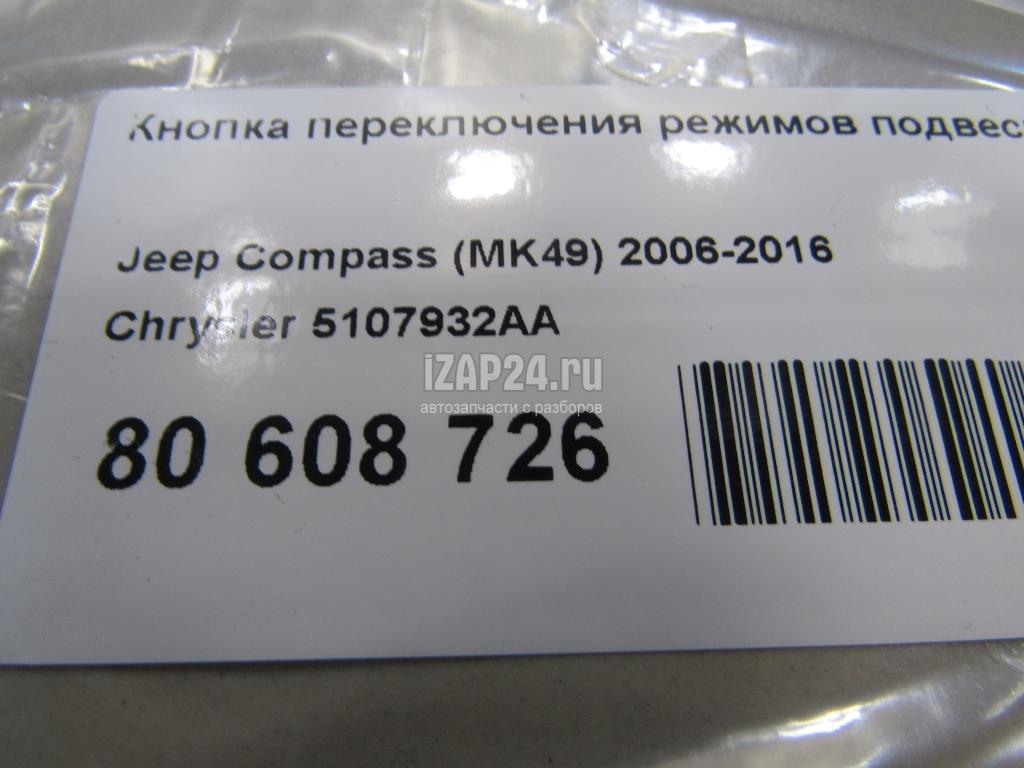 Кнопка переключения режимов подвес
Jeep Compass (MK49) 2006-2016
Chrysler 5107932AA
iZAP24.ru
автозапчасти с разборов
80 608 726